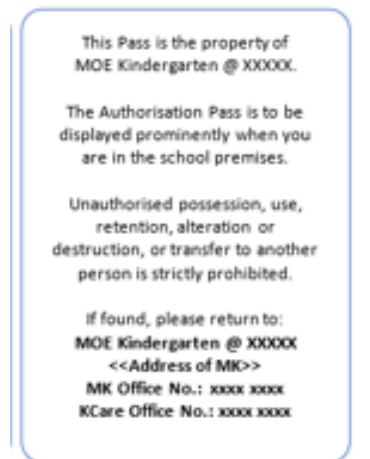 This Pass is the property of
MOE Kindergarten @ XXXXX.
The Authorisation Pass is to be
displayed prominently when you
are in the school premises.
Unauthorised possession, use,
retention, alteration or
destruction, or transfer to another
person is strictly prohibited.
If found, please return to:
MOE Kindergarten @ XXXXX
<<Address of MK>>
MK Office No.: xxxx xxxx
KCare Office No.: xxxx xxxx